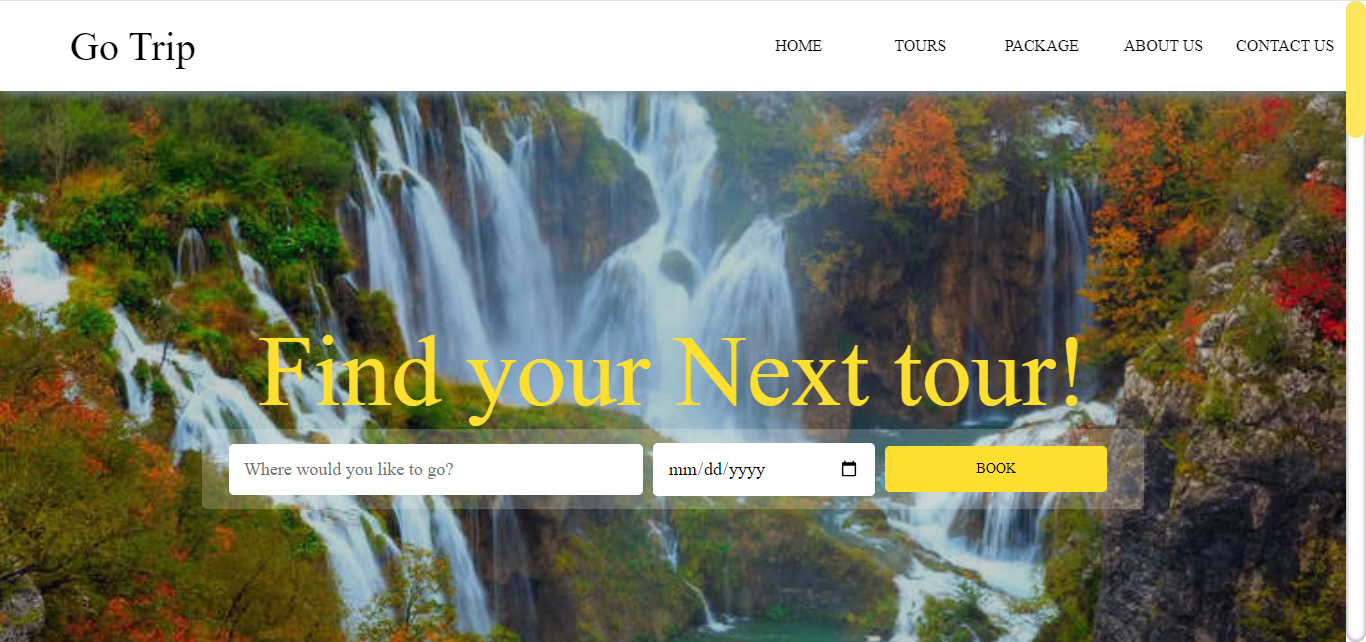 Go Trip
HOME TOURS PACKAGE ABOUT US CONTACT US
Find your Next tour!
Where would you like to go? mm/dd/yyyy BOOK